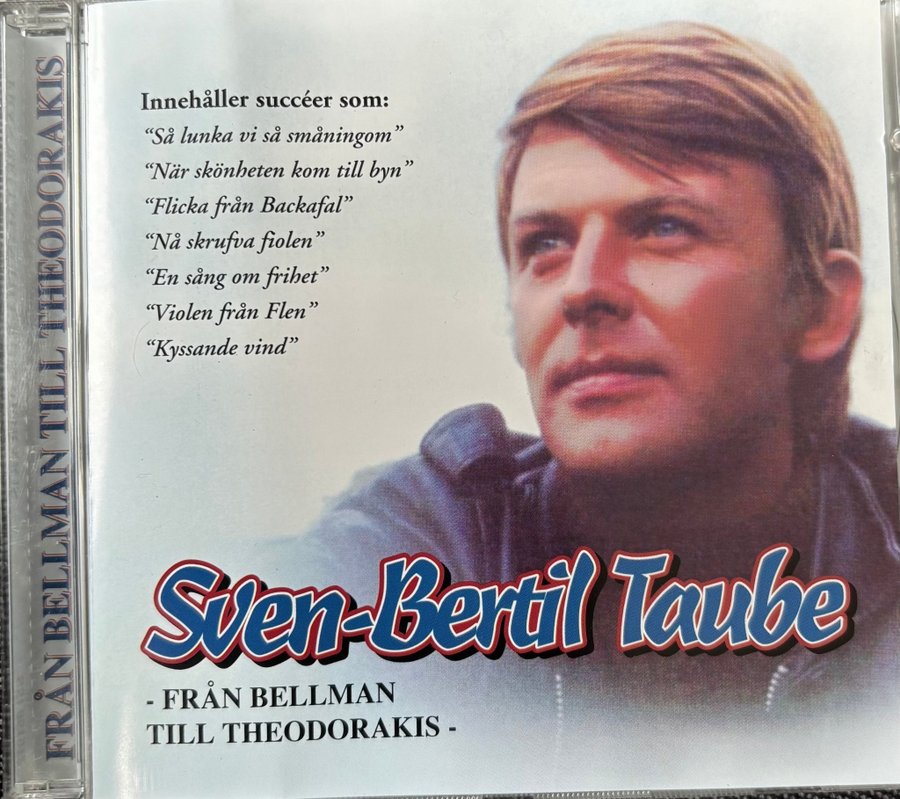 FRÅN BELLMAN TILL THEODORAKIS
Innehåller succéer som:
“Så lunka vi så småningom”
“När skönheten kom till byn”
“Flicka från Backafal”
“Nå skrufva fiolen”
“En sång om frihet”
“Violen från Flen”
“Kyssande vind”
Sven-Bertil Taube
- FRÅN BELLMAN
TILL THEODORAKIS -